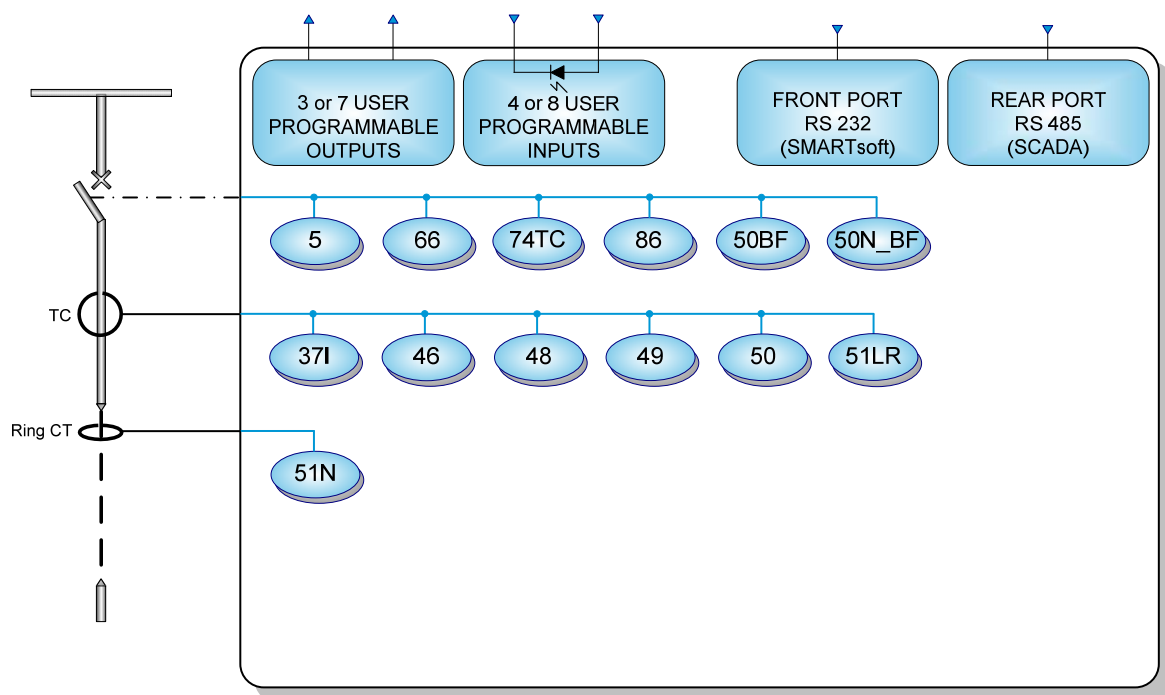 3 or 7 USER
PROGRAMMABLE
OUTPUTS
4 or 8 USER
PROGRAMMABLE
INPUTS
FRONT PORT
RS 232
(SMARTsoft)
REAR PORT
RS 485
(SCADA)
5
66
74TC
86
50BF
50N_BF
TC
37I
46
48
49
50
51LR
Ring CT
51N